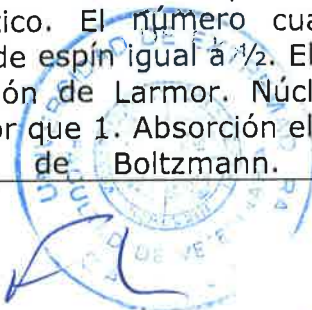 tico. El número cua
de espín igual a ½. El
ón de Larmor. Núcl
or que 1. Absorción el
de Boltzmann.